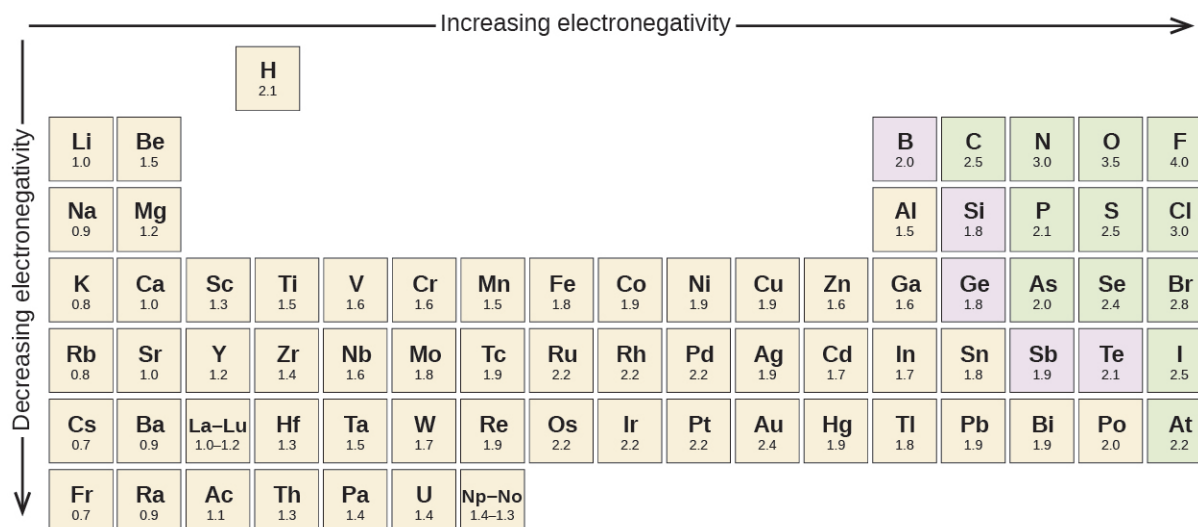 Increasing electronegativity
Decreasing electronegativity
H
2.1
Li Be B C N O F
1.0 1.5 2.0 2.5 3.0 3.5 4.0
Na Mg Al Si P S Cl
0.9 1.2 1.5 1.8 2.1 2.5 3.0
K Ca Sc Ti V Cr Mn Fe Co Ni Cu Zn Ga Ge As Se Br
0.8 1.0 1.3 1.5 1.6 1.6 1.5 1.8 1.9 1.9 1.9 1.6 1.6 1.8 2.0 2.4 2.8
Rb Sr Y Zr Nb Mo Tc Ru Rh Pd Ag Cd In Sn Sb Te I
0.8 1.0 1.2 1.4 1.6 1.8 1.9 2.2 2.2 2.2 1.9 1.7 1.7 1.8 1.9 2.1 2.5
Cs Ba La–Lu Hf Ta W Re Os Ir Pt Au Hg Tl Pb Bi Po At
0.7 0.9 1.0–1.2 1.3 1.5 1.7 1.9 2.2 2.2 2.2 2.4 1.9 1.8 1.9 1.9 2.0 2.2
Fr Ra Ac Th Pa U Np–No
0.7 0.9 1.1 1.3 1.4 1.4 1.4–1.3